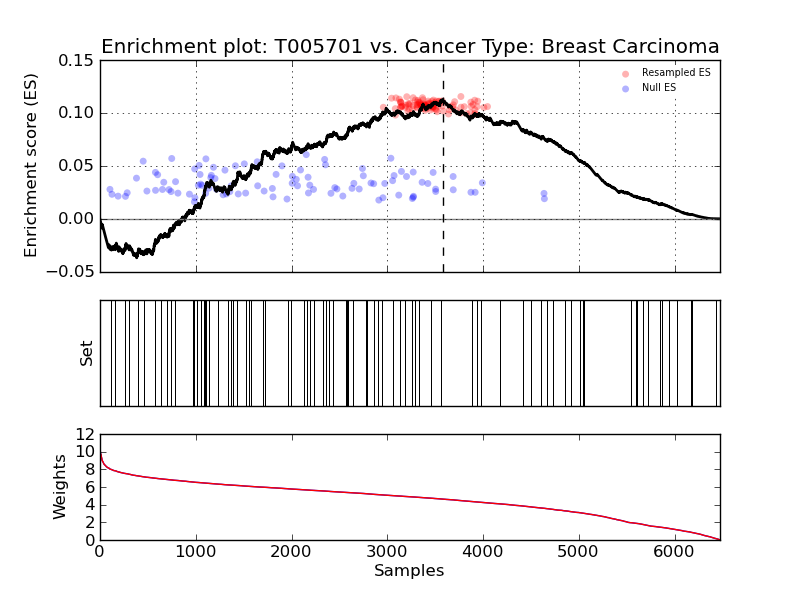 Enrichment plot: T005701 vs. Cancer Type: Breast Carcinoma
Enrichment score (ES)
0.15
0.10
0.05
0.00
−0.05
Resampled ES
Null ES
Set
Weights
12
10
8
6
4
2
0
0 1000 2000 3000 4000 5000 6000
Samples